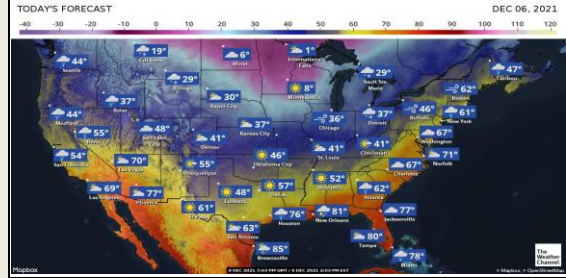 TODAY'S FORECAST
DEC 06, 2021
-40 -30 -20 -10 0 10 20 30 40 50 60 70 80 90 100 110 120
44°
Seattle
19°
Cut Bank
6°
Minot
1°
International Falls
47°
Caribou
29°
Billings
29°
Sault Ste. Marie
8°
Minneapolis
62°
Boston
44°
Medford
37°
Boise
30°
Rapid City
36°
Chicago
37°
Detroit
46°
Buffalo
61°
New York
55°
Reno
48°
Salt Lake City
41°
Denver
37°
Kansas City
41°
St. Louis
41°
Cincinnati
67°
Washington
54°
San Francisco
70°
Las Vegas
55°
Albuquerque
46°
Oklahoma City
67°
Charlotte
71°
Norfolk
69°
Los Angeles
77°
Phoenix
61°
El Paso
48°
Lubbock
57°
Dallas
52°
Memphis
62°
Atlanta
63°
San Antonio
76°
Houston
81°
New Orleans
77°
Jacksonville
85°
Brownsville
80°
Tampa
78°
Miami
The Weather Channel
Mapbox
© Mapbox, © OpenStreetMap